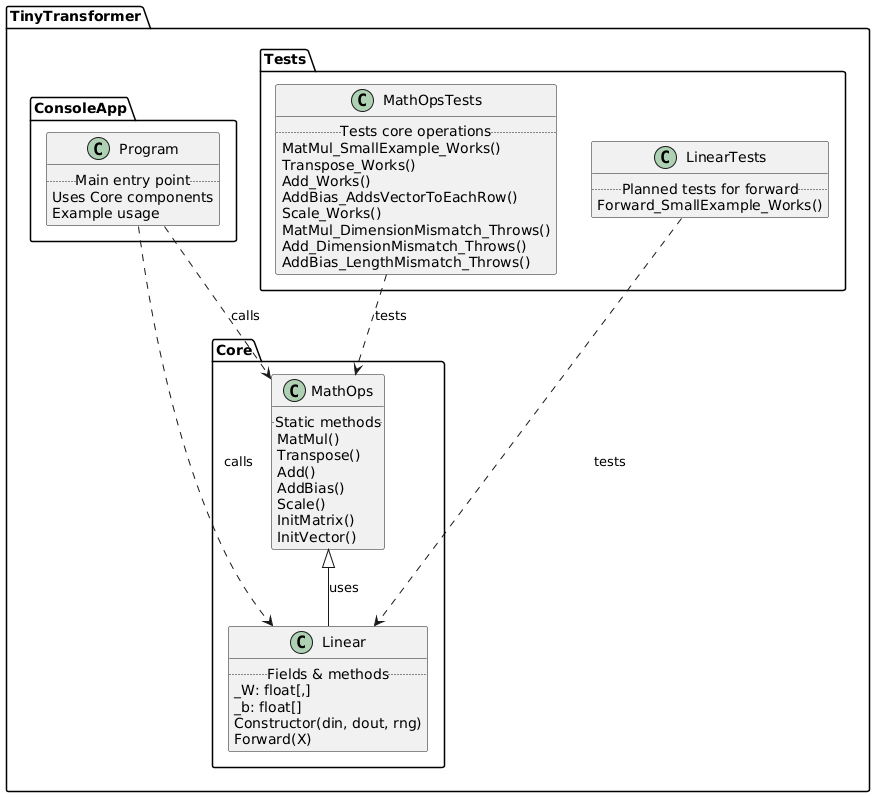 TinyTransformer
Tests
C MathOpsTests
Tests core operations
MatMul_SmallExample_Works()
Transpose_Works()
Add_Works()
AddBias_AddsVectorToEachRow()
Scale_Works()
MatMul_DimensionMismatch_Throws()
Add_DimensionMismatch_Throws()
AddBias_LengthMismatch_Throws()
C LinearTests
Planned tests for forward
Forward_SmallExample_Works()
ConsoleApp
C Program
Main entry point
Uses Core components
Example usage
calls
tests
Core
C MathOps
Static methods
MatMul()
Transpose()
Add()
AddBias()
Scale()
InitMatrix()
InitVector()
calls
tests
uses
C Linear
Fields & methods
_W: float[,]
_b: float[]
Constructor(din, dout, rng)
Forward(X)